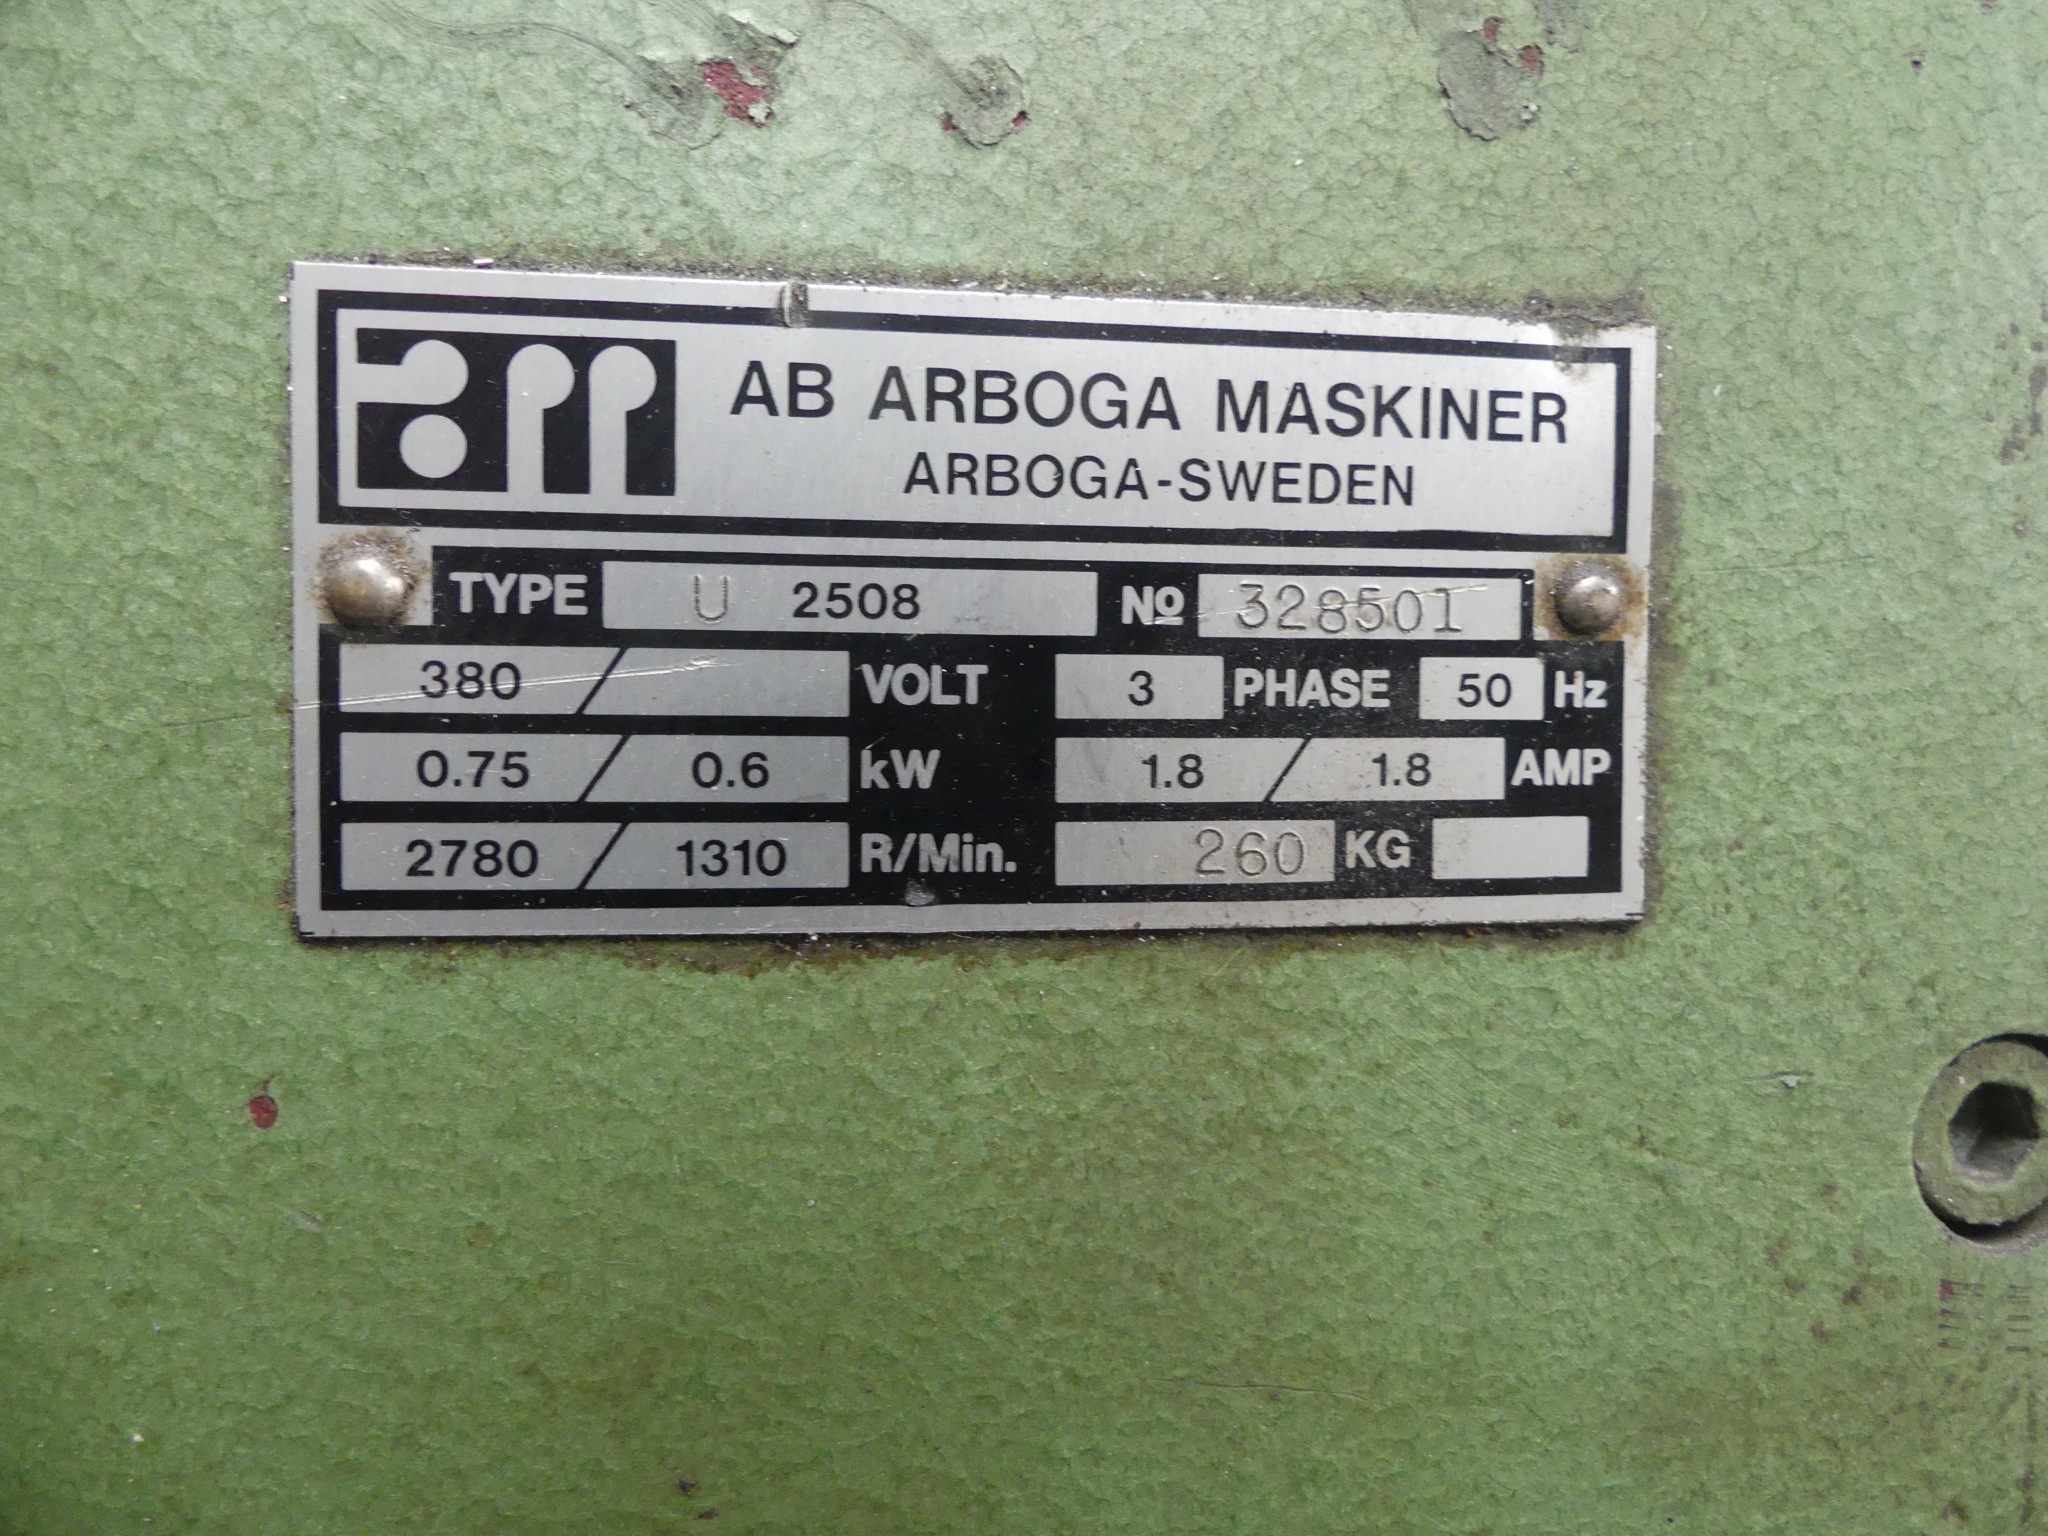 am AB ARBOGA MASKINER
ARBOGA-SWEDEN
TYPE U 2508 No 328501
380 / VOLT 3 PHASE 50 Hz
0.75 / 0.6 kW 1.8 / 1.8 AMP
2780 / 1310 R/Min. 260 KG